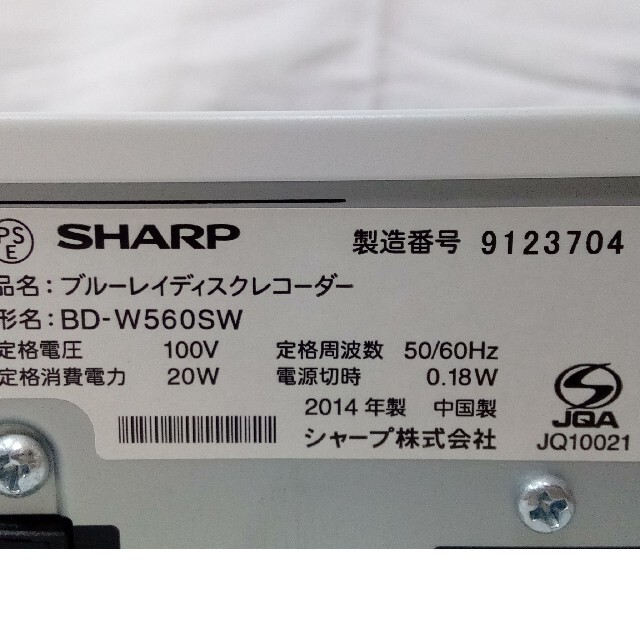 PS
E
SHARP 製造番号 9123704
品名：ブルーレイディスクレコーダー
形名：BD-W560SW
定格電圧 100V 定格周波数 50/60Hz
定格消費電力 20W 電源切時 0.18W
2014 年製 中国製
シャープ株式会社
JQA
JQ10021